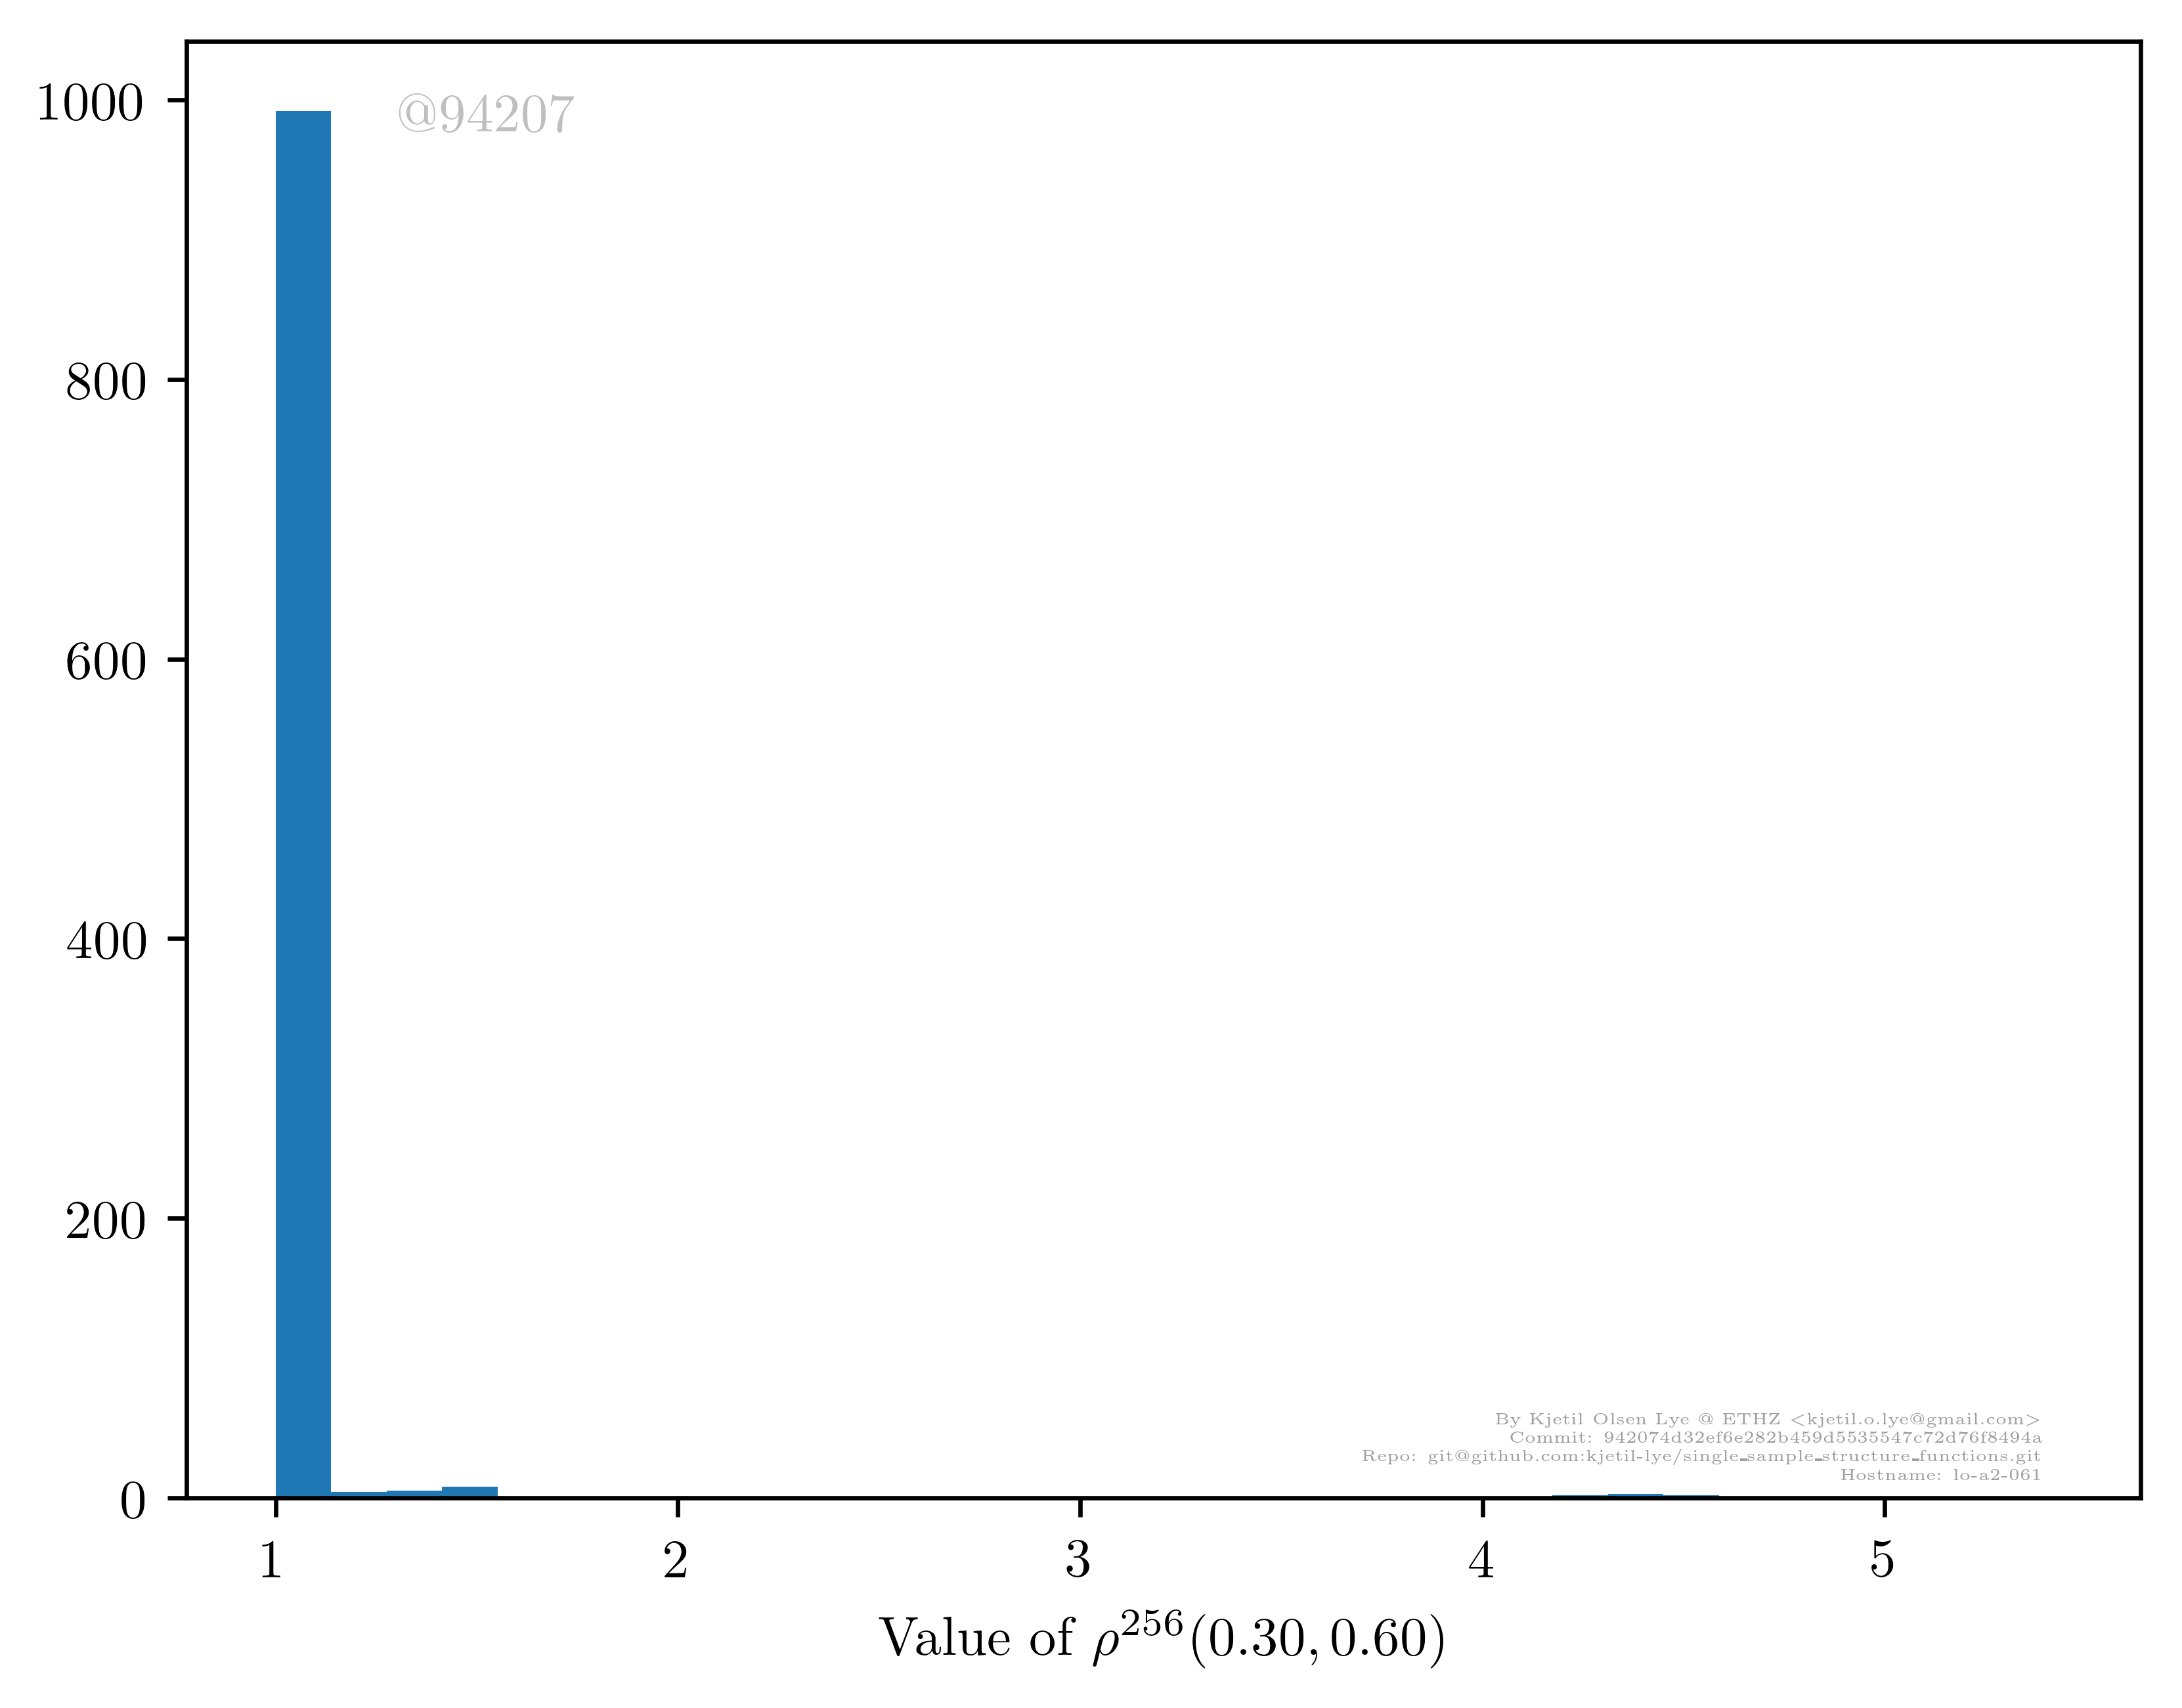 1000
@94207
800
600
400
200
0
By Kjetil Olsen Lye @ ETHZ <kjetil.o.lye@gmail.com>
Commit: 942074d32ef6e282b459d5535547c72d76f8494a
Repo: git@github.com:kjetil-lye/single_sample_structure_functions.git
Hostname: lo-a2-061
1 2 3 4 5
Value of ρ²⁵⁶(0.30, 0.60)